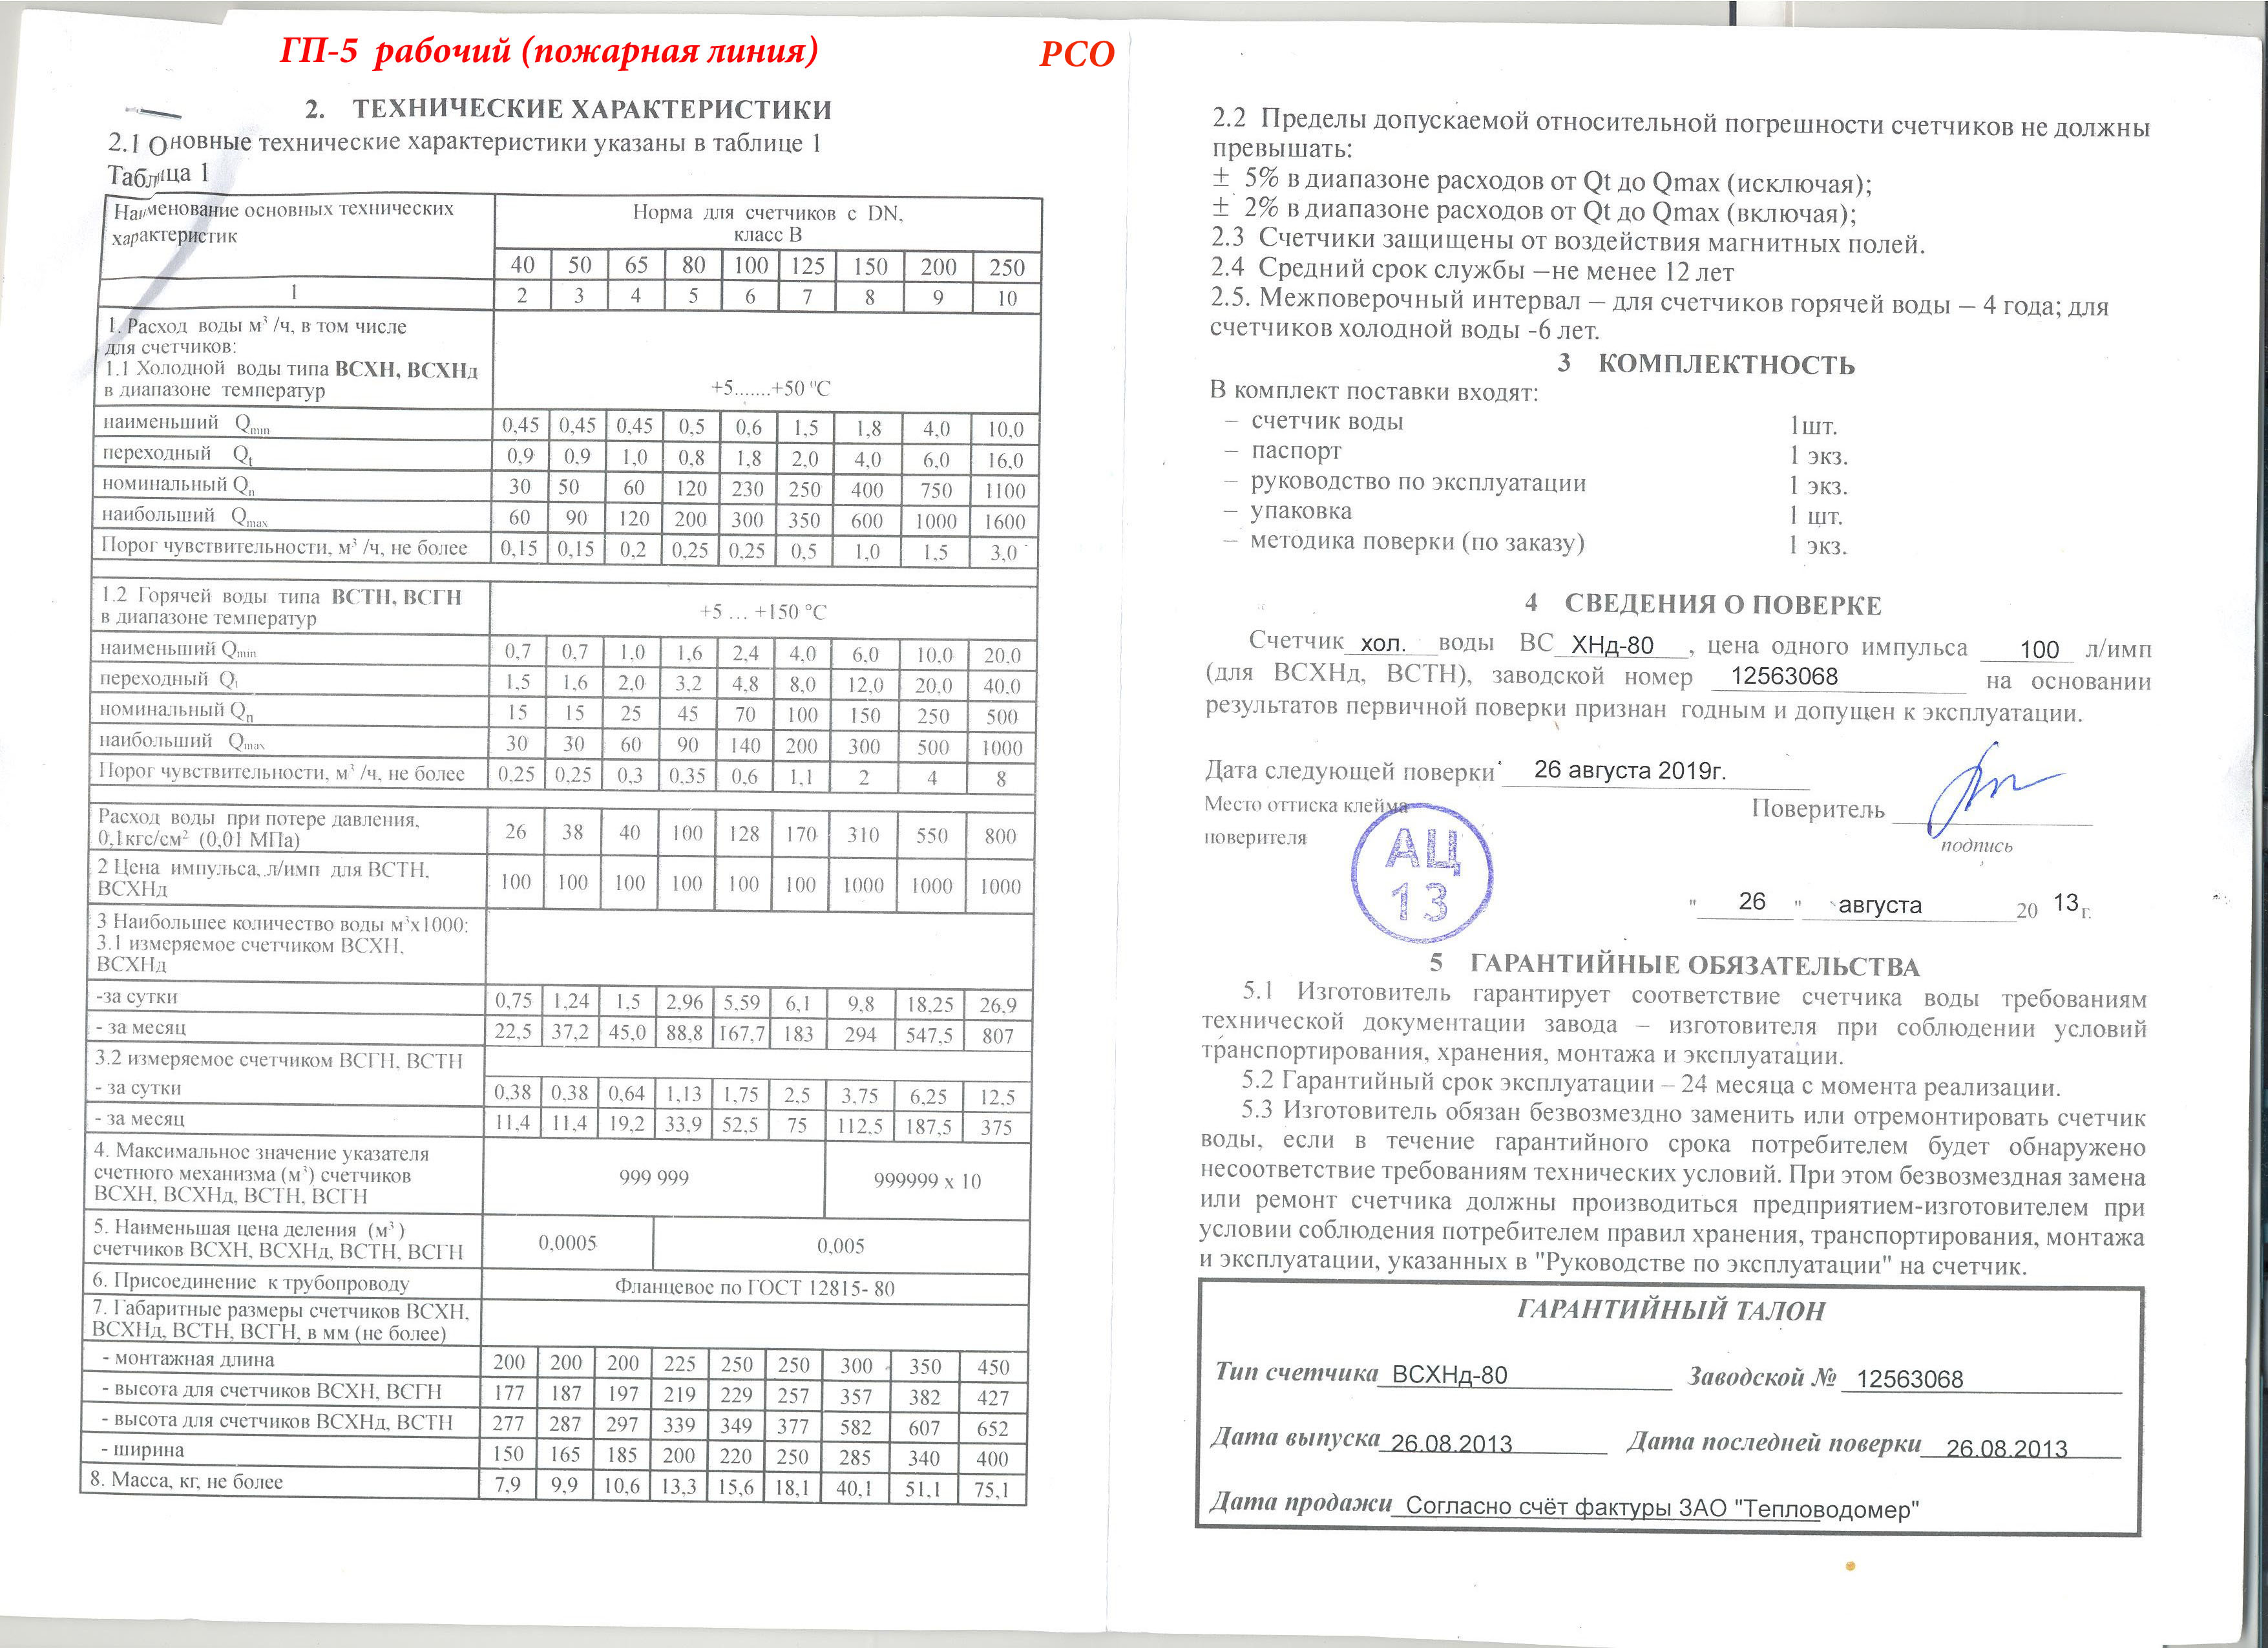 ГП-5 рабочий (пожарная линия) РСО
2. ТЕХНИЧЕСКИЕ ХАРАКТЕРИСТИКИ
2.1 Основные технические характеристики указаны в таблице 1
Таблица 1
Наименование основных технических характеристик | Норма для счетчиков с DN, класс В
40 50 65 80 100 125 150 200 250
1 2 3 4 5 6 7 8 9 10
1. Расход воды м³ /ч, в том числе
для счетчиков:
1.1 Холодной воды типа ВСХН, ВСХНд
в диапазоне температур +5.......+50 ºС
наименьший Qmin 0,45 0,45 0,45 0,5 0,6 1,5 1,8 4,0 10,0
переходный Qt 0,9 0,9 1,0 0,8 1,8 2,0 4,0 6,0 16,0
номинальный Qn 30 50 60 120 230 250 400 750 1100
наибольший Qmax 60 90 120 200 300 350 600 1000 1600
Порог чувствительности, м³ /ч, не более 0,15 0,15 0,2 0,25 0,25 0,5 1,0 1,5 3,0
1.2 Горячей воды типа ВСТН, ВСГН
в диапазоне температур +5 ... +150 °С
наименьший Qmin 0,7 0,7 1,0 1,6 2,4 4,0 6,0 10,0 20,0
переходный Qt 1,5 1,6 2,0 3,2 4,8 8,0 12,0 20,0 40,0
номинальный Qn 15 15 25 45 70 100 150 250 500
наибольший Qmax 30 30 60 90 140 200 300 500 1000
Порог чувствительности, м³ /ч, не более 0,25 0,25 0,3 0,35 0,6 1,1 2 4 8
Расход воды при потере давления,
0,1кгс/см² (0,01 МПа) 26 38 40 100 128 170 310 550 800
2 Цена импульса, л/имп для ВСТН,
ВСХНд 100 100 100 100 100 100 1000 1000 1000
3 Наибольшее количество воды м³х1000:
3.1 измеряемое счетчиком ВСХН,
ВСХНд
-за сутки 0,75 1,24 1,5 2,96 5,59 6,1 9,8 18,25 26,9
- за месяц 22,5 37,2 45,0 88,8 167,7 183 294 547,5 807
3.2 измеряемое счетчиком ВСГН, ВСТН
- за сутки 0,38 0,38 0,64 1,13 1,75 2,5 3,75 6,25 12,5
- за месяц 11,4 11,4 19,2 33,9 52,5 75 112,5 187,5 375
4. Максимальное значение указателя
счетного механизма (м³) счетчиков
ВСХН, ВСХНд, ВСТН, ВСГН 999 999 999999 х 10
5. Наименьшая цена деления (м³ )
счетчиков ВСХН, ВСХНд, ВСТН, ВСГН 0,0005 0,005
6. Присоединение к трубопроводу Фланцевое по ГОСТ 12815- 80
7. Габаритные размеры счетчиков ВСХН,
ВСХНд, ВСТН, ВСГН, в мм (не более)
- монтажная длина 200 200 200 225 250 250 300 350 450
- высота для счетчиков ВСХН, ВСГН 177 187 197 219 229 257 357 382 427
- высота для счетчиков ВСХНд, ВСТН 277 287 297 339 349 377 582 607 652
- ширина 150 165 185 200 220 250 285 340 400
8. Масса, кг, не более 7,9 9,9 10,6 13,3 15,6 18,1 40,1 51,1 75,1
2.2 Пределы допускаемой относительной погрешности счетчиков не должны
превышать:
± 5% в диапазоне расходов от Qt до Qmax (исключая);
± 2% в диапазоне расходов от Qt до Qmax (включая);
2.3 Счетчики защищены от воздействия магнитных полей.
2.4 Средний срок службы –не менее 12 лет
2.5. Межповерочный интервал – для счетчиков горячей воды – 4 года; для
счетчиков холодной воды -6 лет.
3 КОМПЛЕКТНОСТЬ
В комплект поставки входят:
– счетчик воды 1шт.
– паспорт 1 экз.
– руководство по эксплуатации 1 экз.
– упаковка 1 шт.
– методика поверки (по заказу) 1 экз.
4 СВЕДЕНИЯ О ПОВЕРКЕ
Счетчик хол. воды ВС ХНд-80, цена одного импульса 100 л/имп
(для ВСХНд, ВСТН), заводской номер 12563068 на основании
результатов первичной поверки признан годным и допущен к эксплуатации.
Дата следующей поверки 26 августа 2019г.
Место оттиска клейма
поверителя
Поверитель
подпись
АЦ
13
" 26 " августа 20 13 г.
5 ГАРАНТИЙНЫЕ ОБЯЗАТЕЛЬСТВА
5.1 Изготовитель гарантирует соответствие счетчика воды требованиям
технической документации завода – изготовителя при соблюдении условий
транспортирования, хранения, монтажа и эксплуатации.
5.2 Гарантийный срок эксплуатации – 24 месяца с момента реализации.
5.3 Изготовитель обязан безвозмездно заменить или отремонтировать счетчик
воды, если в течение гарантийного срока потребителем будет обнаружено
несоответствие требованиям технических условий. При этом безвозмездная замена
или ремонт счетчика должны производиться предприятием-изготовителем при
условии соблюдения потребителем правил хранения, транспортирования, монтажа
и эксплуатации, указанных в "Руководстве по эксплуатации" на счетчик.
ГАРАНТИЙНЫЙ ТАЛОН
Тип счетчика ВСХНд-80 Заводской № 12563068
Дата выпуска 26.08.2013 Дата последней поверки 26.08.2013
Дата продажи Согласно счёт фактуры ЗАО "Тепловодомер"